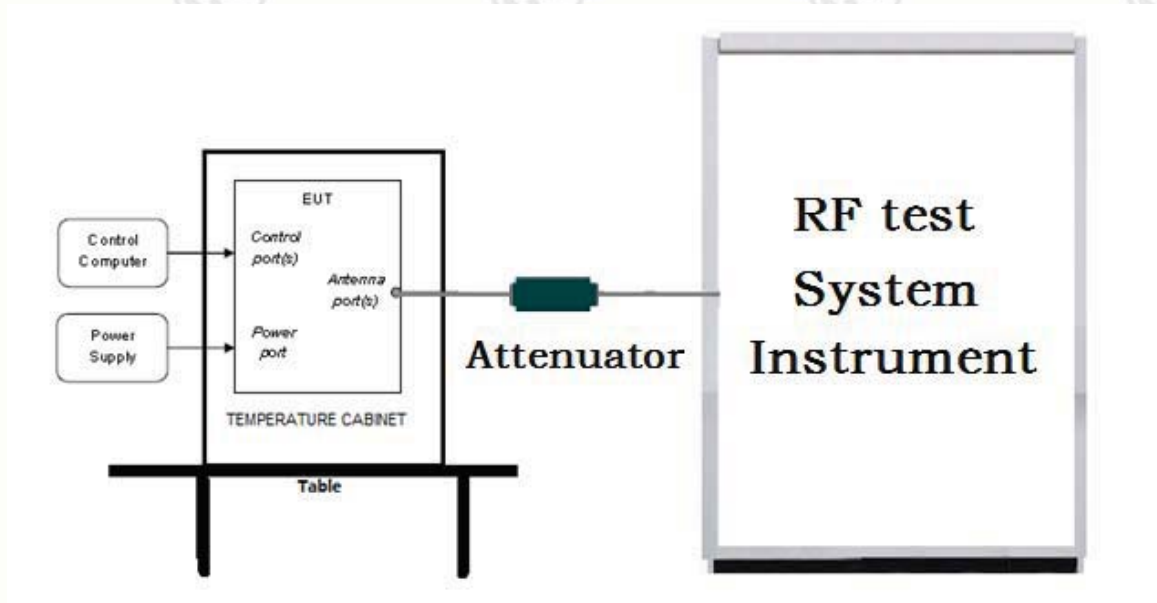 EUT
Control
port(s)
Antenna
port(s)
Power
port
TEMPERATURE CABINET
Table
Control
Computer
Power
Supply
Attenuator
RF test
System
Instrument